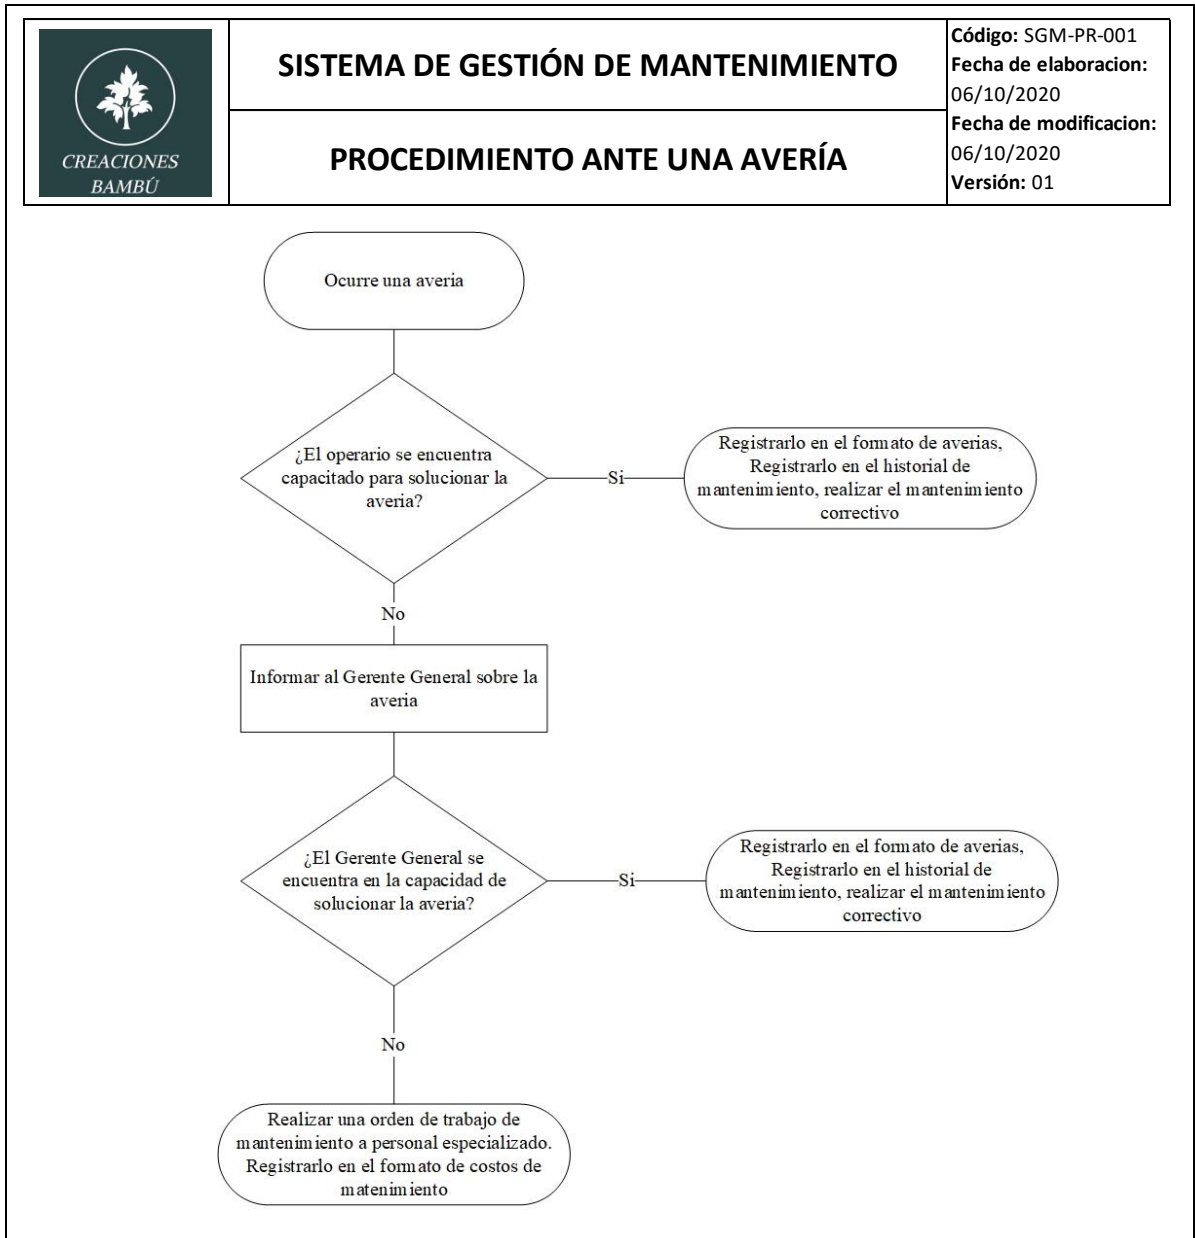 CREACIONES
BAMBÚ
SISTEMA DE GESTIÓN DE MANTENIMIENTO
PROCEDIMIENTO ANTE UNA AVERÍA
Código: SGM-PR-001
Fecha de elaboracion:
06/10/2020
Fecha de modificacion:
06/10/2020
Versión: 01
Ocurre una averia
¿El operario se encuentra
capacitado para solucionar la
averia?
Si
Registrarlo en el formato de averias,
Registrarlo en el historial de
mantenimiento, realizar el mantenimiento
correctivo
No
Informar al Gerente General sobre la
averia
¿El Gerente General se
encuentra en la capacidad de
solucionar la averia?
Si
Registrarlo en el formato de averias,
Registrarlo en el historial de
mantenimiento, realizar el mantenimiento
correctivo
No
Realizar una orden de trabajo de
mantenimiento a personal especializado.
Registrarlo en el formato de costos de
matenimiento